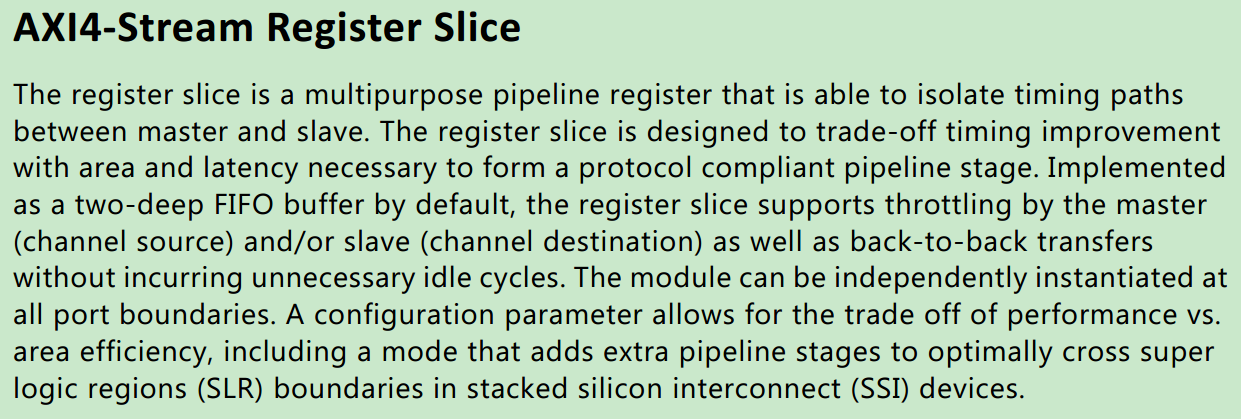 AXI4-Stream Register Slice
The register slice is a multipurpose pipeline register that is able to isolate timing paths
between master and slave. The register slice is designed to trade-off timing improvement
with area and latency necessary to form a protocol compliant pipeline stage. Implemented
as a two-deep FIFO buffer by default, the register slice supports throttling by the master
(channel source) and/or slave (channel destination) as well as back-to-back transfers
without incurring unnecessary idle cycles. The module can be independently instantiated at
all port boundaries. A configuration parameter allows for the trade off of performance vs.
area efficiency, including a mode that adds extra pipeline stages to optimally cross super
logic regions (SLR) boundaries in stacked silicon interconnect (SSI) devices.